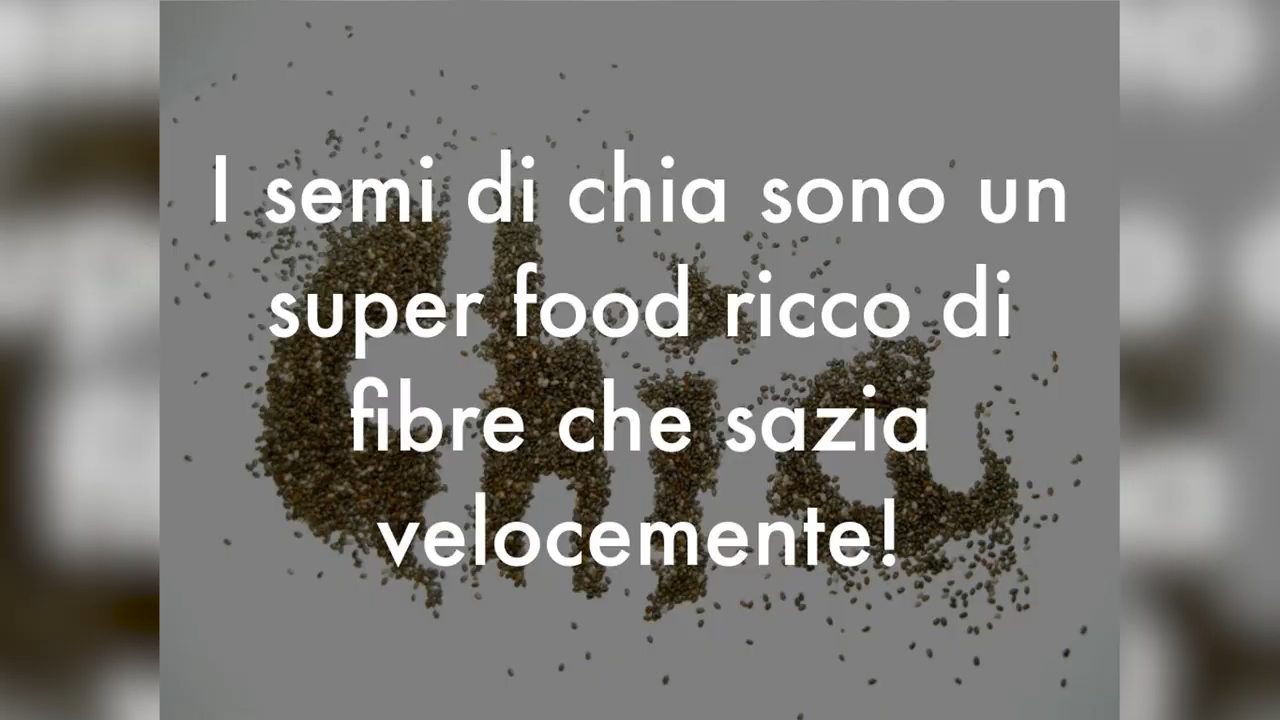 I semi di chia sono un
super food ricco di
fibre che sazia
velocemente!
Chia